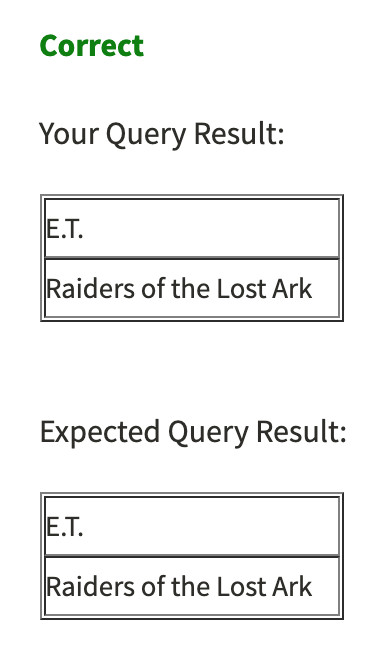 Correct
Your Query Result:
E.T.
Raiders of the Lost Ark
Expected Query Result:
E.T.
Raiders of the Lost Ark